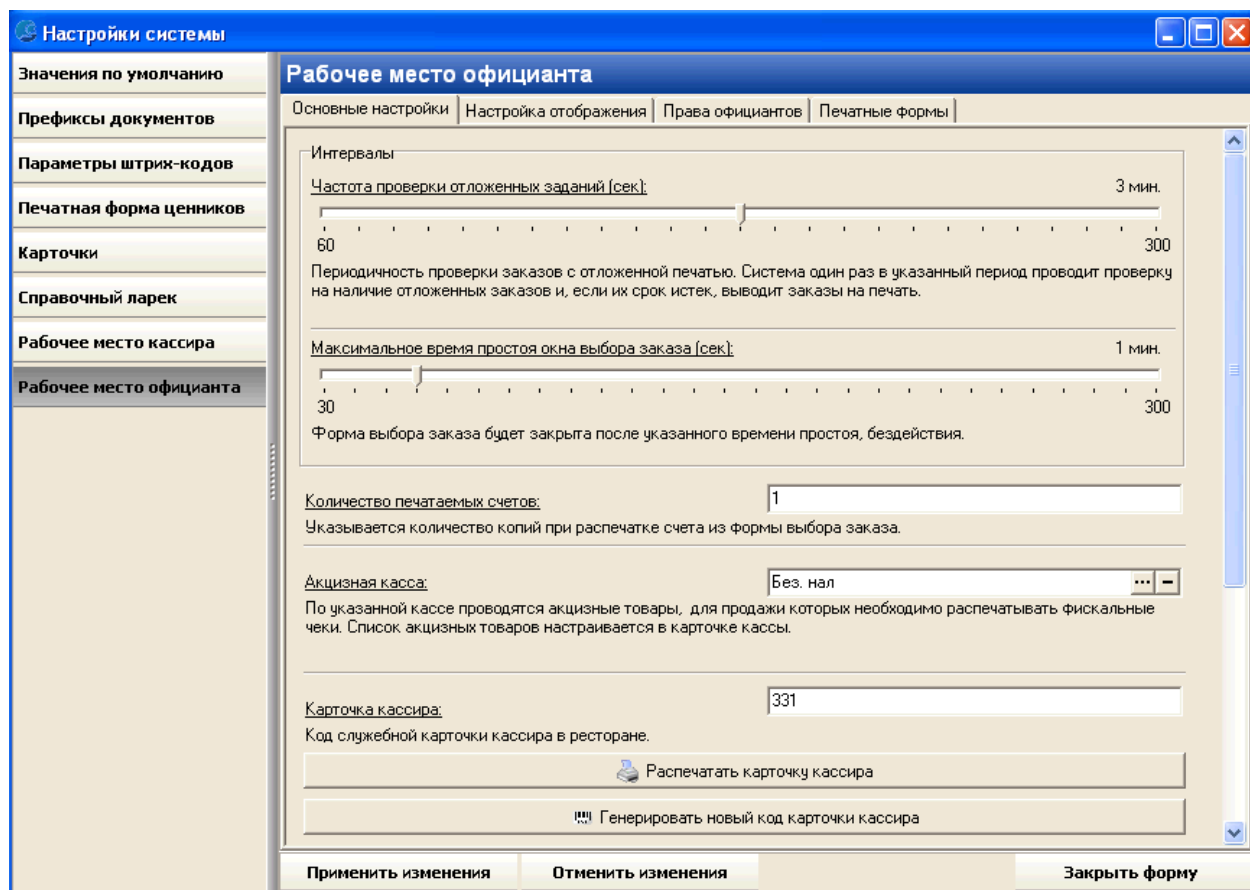 Настройки системы
Значения по умолчанию
Префиксы документов
Параметры штрих-кодов
Печатная форма ценников
Карточки
Справочный ларек
Рабочее место кассира
Рабочее место официанта
Рабочее место официанта
Основные настройки Настройка отображения Права официантов Печатные формы
Интервалы
Частота проверки отложенных заданий (сек): 3 мин.
60 300
Периодичность проверки заказов с отложенной печатью. Система один раз в указанный период проводит проверку
на наличие отложенных заказов и, если их срок истек, выводит заказы на печать.
Максимальное время простоя окна выбора заказа (сек): 1 мин.
30 300
Форма выбора заказа будет закрыта после указанного времени простоя, бездействия.
Количество печатаемых счетов: 1
Указывается количество копий при распечатке счета из формы выбора заказа.
Акцизная касса: Без. нал
По указанной кассе проводятся акцизные товары, для продажи которых необходимо распечатывать фискальные
чеки. Список акцизных товаров настраивается в карточке кассы.
Карточка кассира: 331
Код служебной карточки кассира в ресторане.
Распечатать карточку кассира
Генерировать новый код карточки кассира
Применить изменения Отменить изменения Закрыть форму